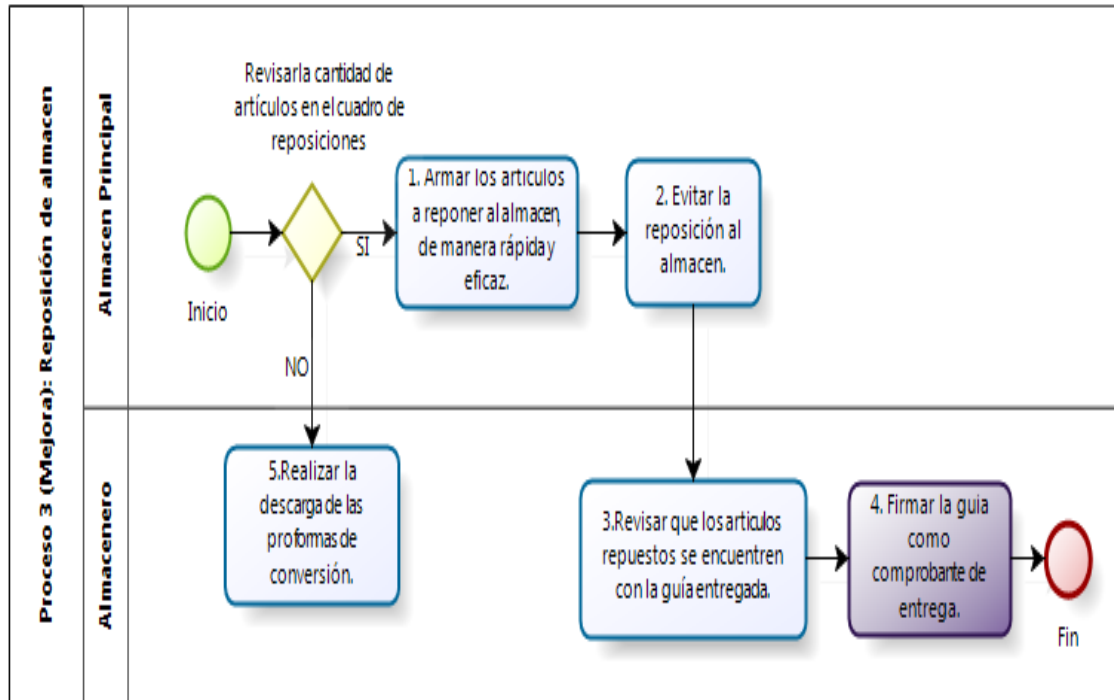 Proceso 3 (Mejora): Reposición de almacen
Almacen Principal
Revisarla cantidad de
artículos en el cuadro de
reposiciones
Inicio
SI
NO
1. Armar los artículos
a reponer al almacen,
de manera rápida y
eficaz.
2. Evitar la
reposición al
almacen.
Almacenero
5.Realizar la
descarga de las
proformas de
conversión.
3.Revisar que los artículos
repuestos se encuentren
con la guía entregada.
4. Firmar la guia
como
comprobante de
entrega.
Fin